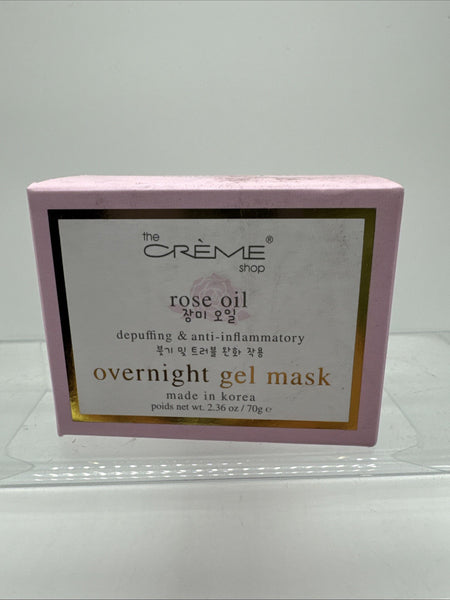 the
CRÈME®
shop
rose oil
장미 오일
depuffing & anti-inflammatory
붓기 및 트러블 완화 작용
overnight gel mask
made in korea
poids net wt. 2.36 oz / 70g e